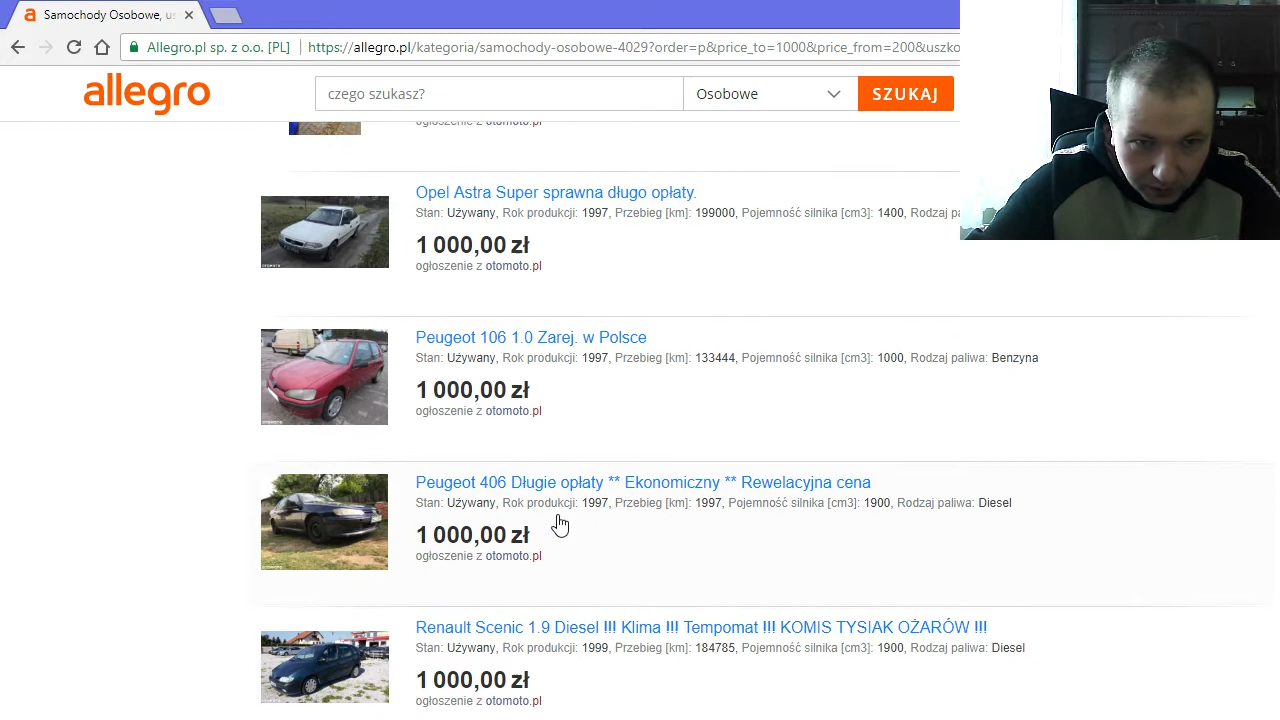 Samochody Osobowe, us
Allegro.pl sp. z o.o. [PL]
https://allegro.pl/kategoria/samochody-osobowe-4029?order=p&price_to=1000&price_from=200&uszko
allegro
czego szukasz?
Osobowe
SZUKAJ
ogłoszenie z otomoto.pl
Opel Astra Super sprawna długo opłaty.
Stan: Używany, Rok produkcji: 1997, Przebieg [km]: 199000, Pojemność silnika [cm3]: 1400, Rodzaj pa
1 000,00 zł
ogłoszenie z otomoto.pl
Peugeot 106 1.0 Zarej. w Polsce
Stan: Używany, Rok produkcji: 1997, Przebieg [km]: 133444, Pojemność silnika [cm3]: 1000, Rodzaj paliwa: Benzyna
1 000,00 zł
ogłoszenie z otomoto.pl
Peugeot 406 Długie opłaty ** Ekonomiczny ** Rewelacyjna cena
Stan: Używany, Rok produkcji: 1997, Przebieg [km]: 1997, Pojemność silnika [cm3]: 1900, Rodzaj paliwa: Diesel
1 000,00 zł
ogłoszenie z otomoto.pl
Renault Scenic 1.9 Diesel !!! Klima !!! Tempomat !!! KOMIS TYSIAK OŻARÓW !!!
Stan: Używany, Rok produkcji: 1999, Przebieg [km]: 184785, Pojemność silnika [cm3]: 1900, Rodzaj paliwa: Diesel
1 000,00 zł
ogłoszenie z otomoto.pl